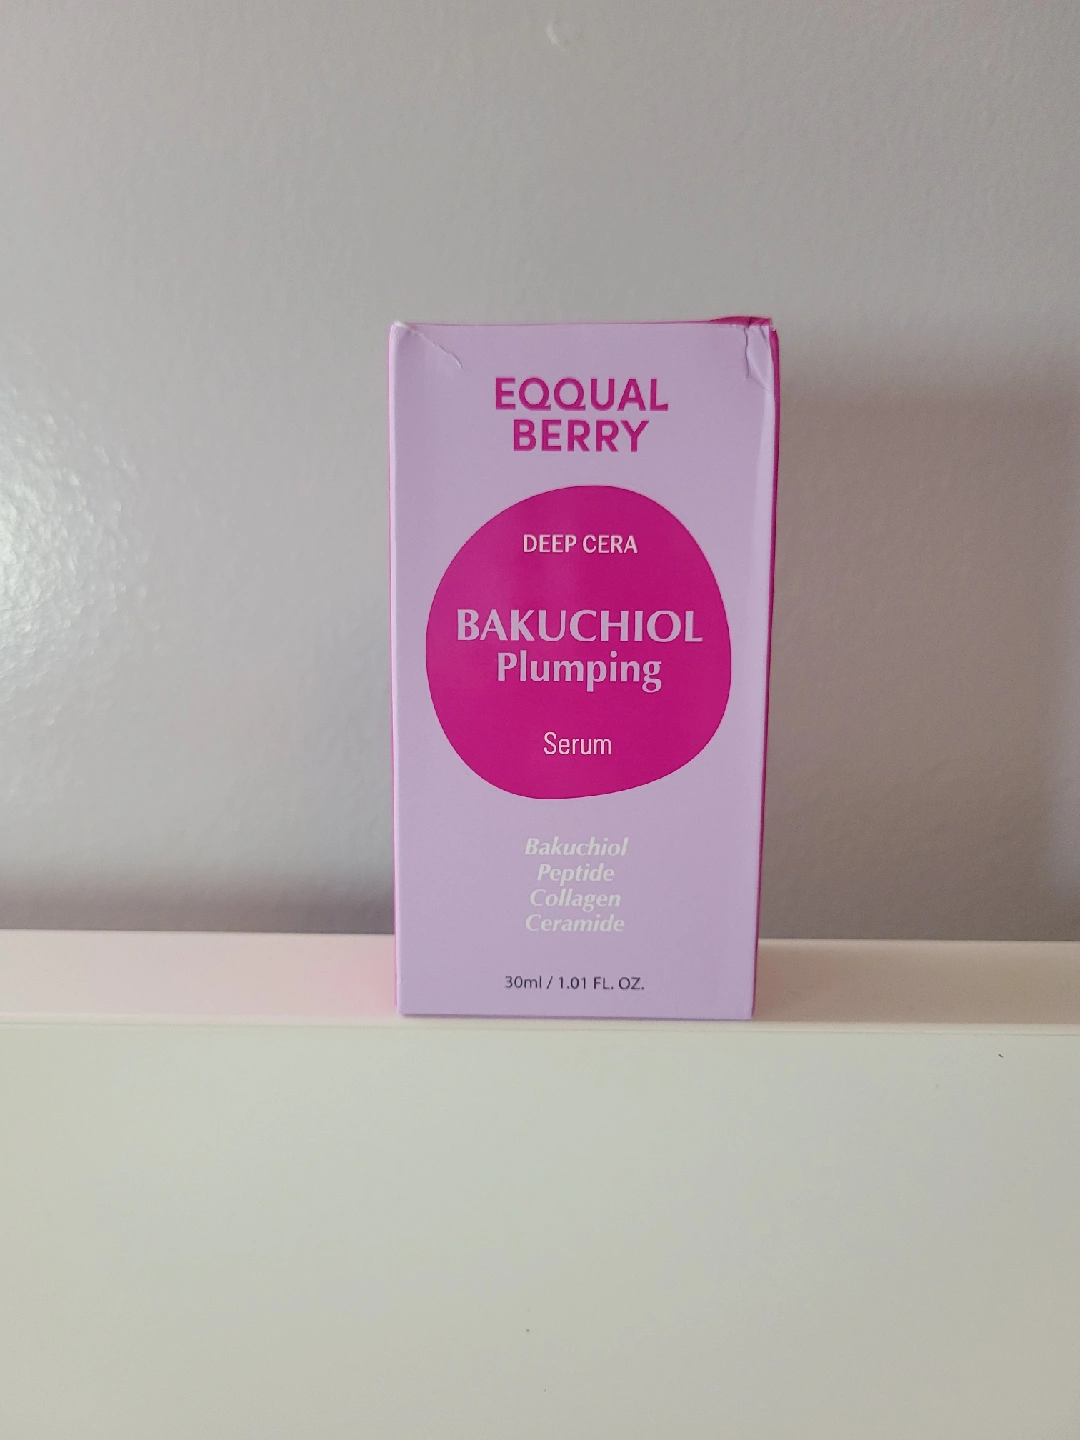 EQQUAL
BERRY
DEEP CERA
BAKUCHIOL
Plumping
Serum
Bakuchiol
Peptide
Collagen
Ceramide
30ml / 1.01 FL. OZ.